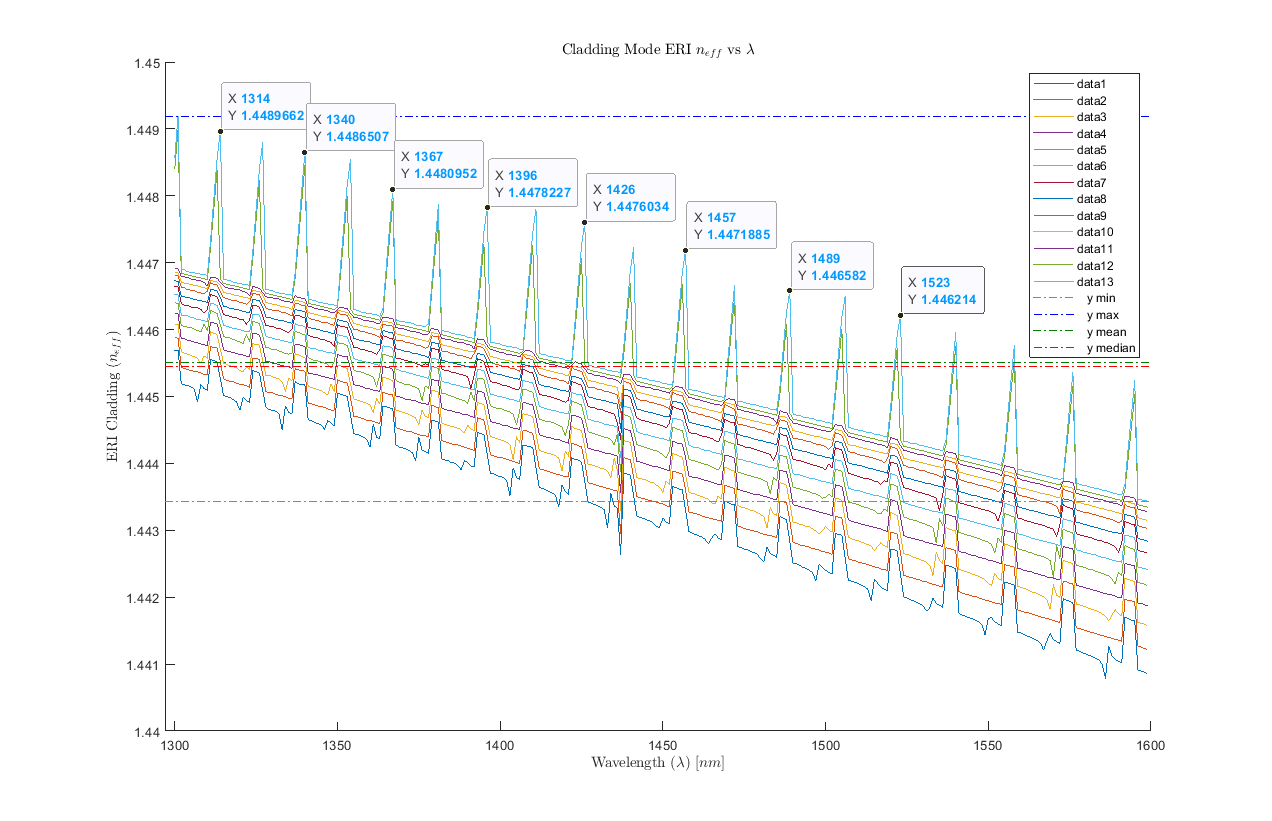 Cladding Mode ERI n_eff vs λ
1.45
1.449
1.448
1.447
1.446
1.445
1.444
1.443
1.442
1.441
1.44
ERI Cladding (n_eff)
X 1314
Y 1.4489662
X 1340
Y 1.4486507
X 1367
Y 1.4480952
X 1396
Y 1.4478227
X 1426
Y 1.4476034
X 1457
Y 1.4471885
X 1489
Y 1.446582
X 1523
Y 1.446214
data1
data2
data3
data4
data5
data6
data7
data8
data9
data10
data11
data12
data13
y min
y max
y mean
y median
1300
1350
1400
1450
1500
1550
1600
Wavelength (λ) [nm]